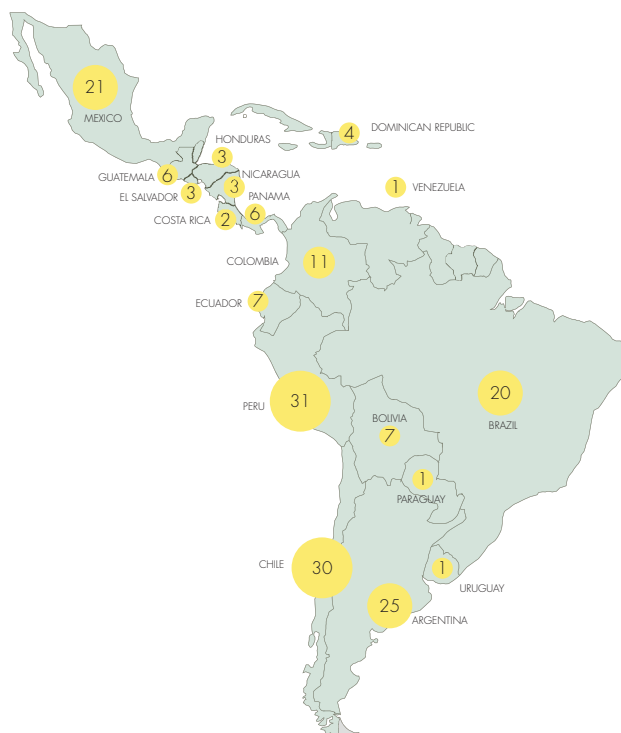 21
MEXICO
4
DOMINICAN REPUBLIC
HONDURAS
3
GUATEMALA
6
NICARAGUA
3
EL SALVADOR
3
1
VENEZUELA
PANAMA
6
COSTA RICA
2
COLOMBIA
11
ECUADOR
7
PERU
31
20
BRAZIL
BOLIVIA
7
1
PARAGUAY
CHILE
30
1
URUGUAY
25
ARGENTINA